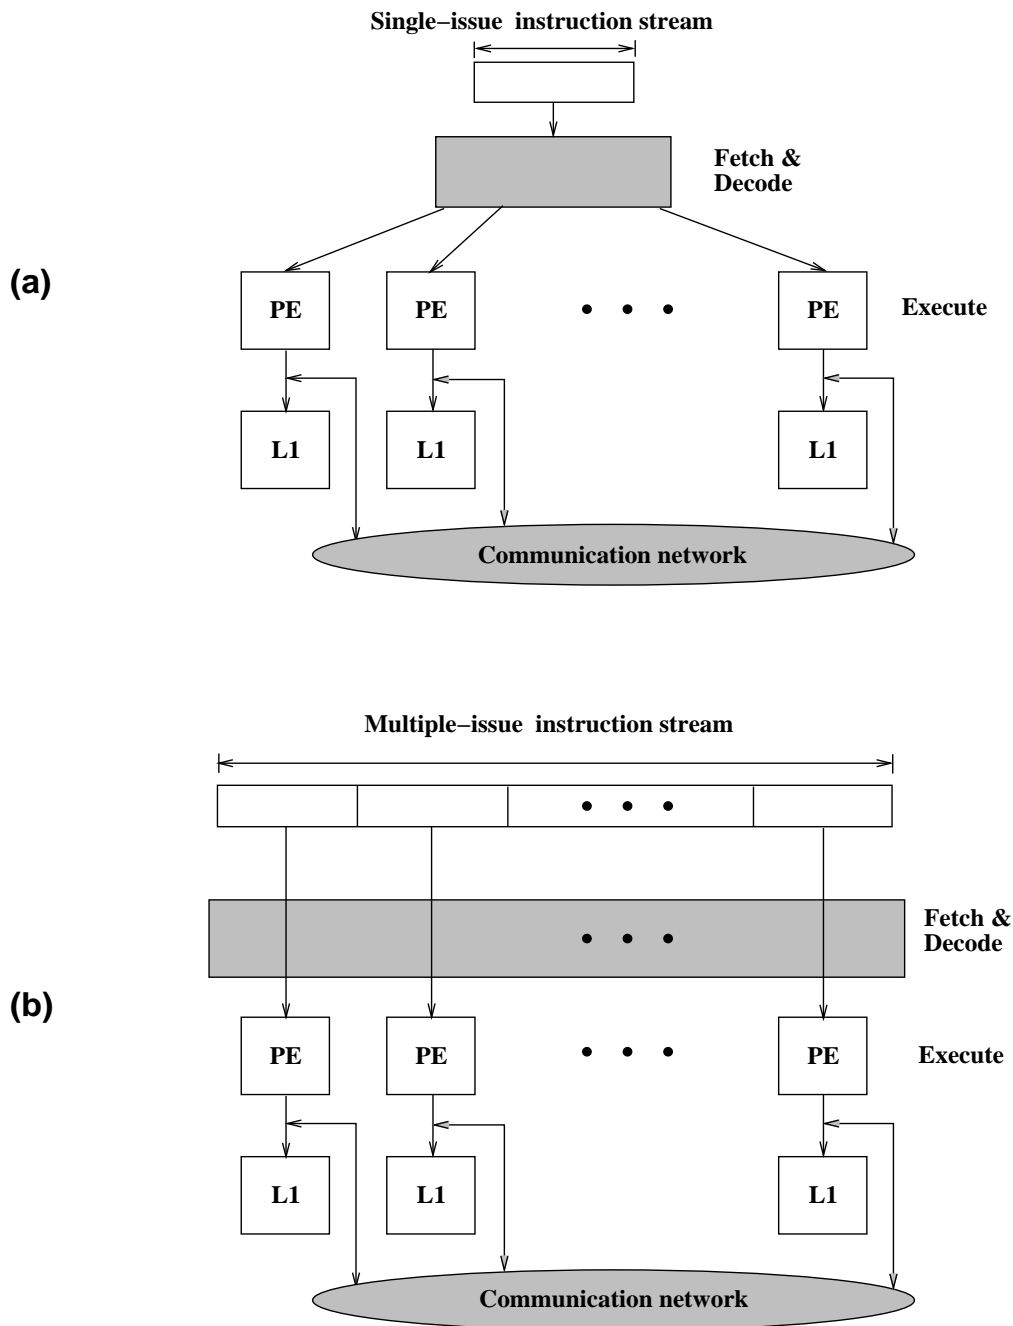 Single−issue instruction stream
Fetch &
Decode
(a)
PE
PE
PE
Execute
L1
L1
L1
Communication network
Multiple−issue instruction stream
Fetch &
Decode
(b)
PE
PE
PE
Execute
L1
L1
L1
Communication network